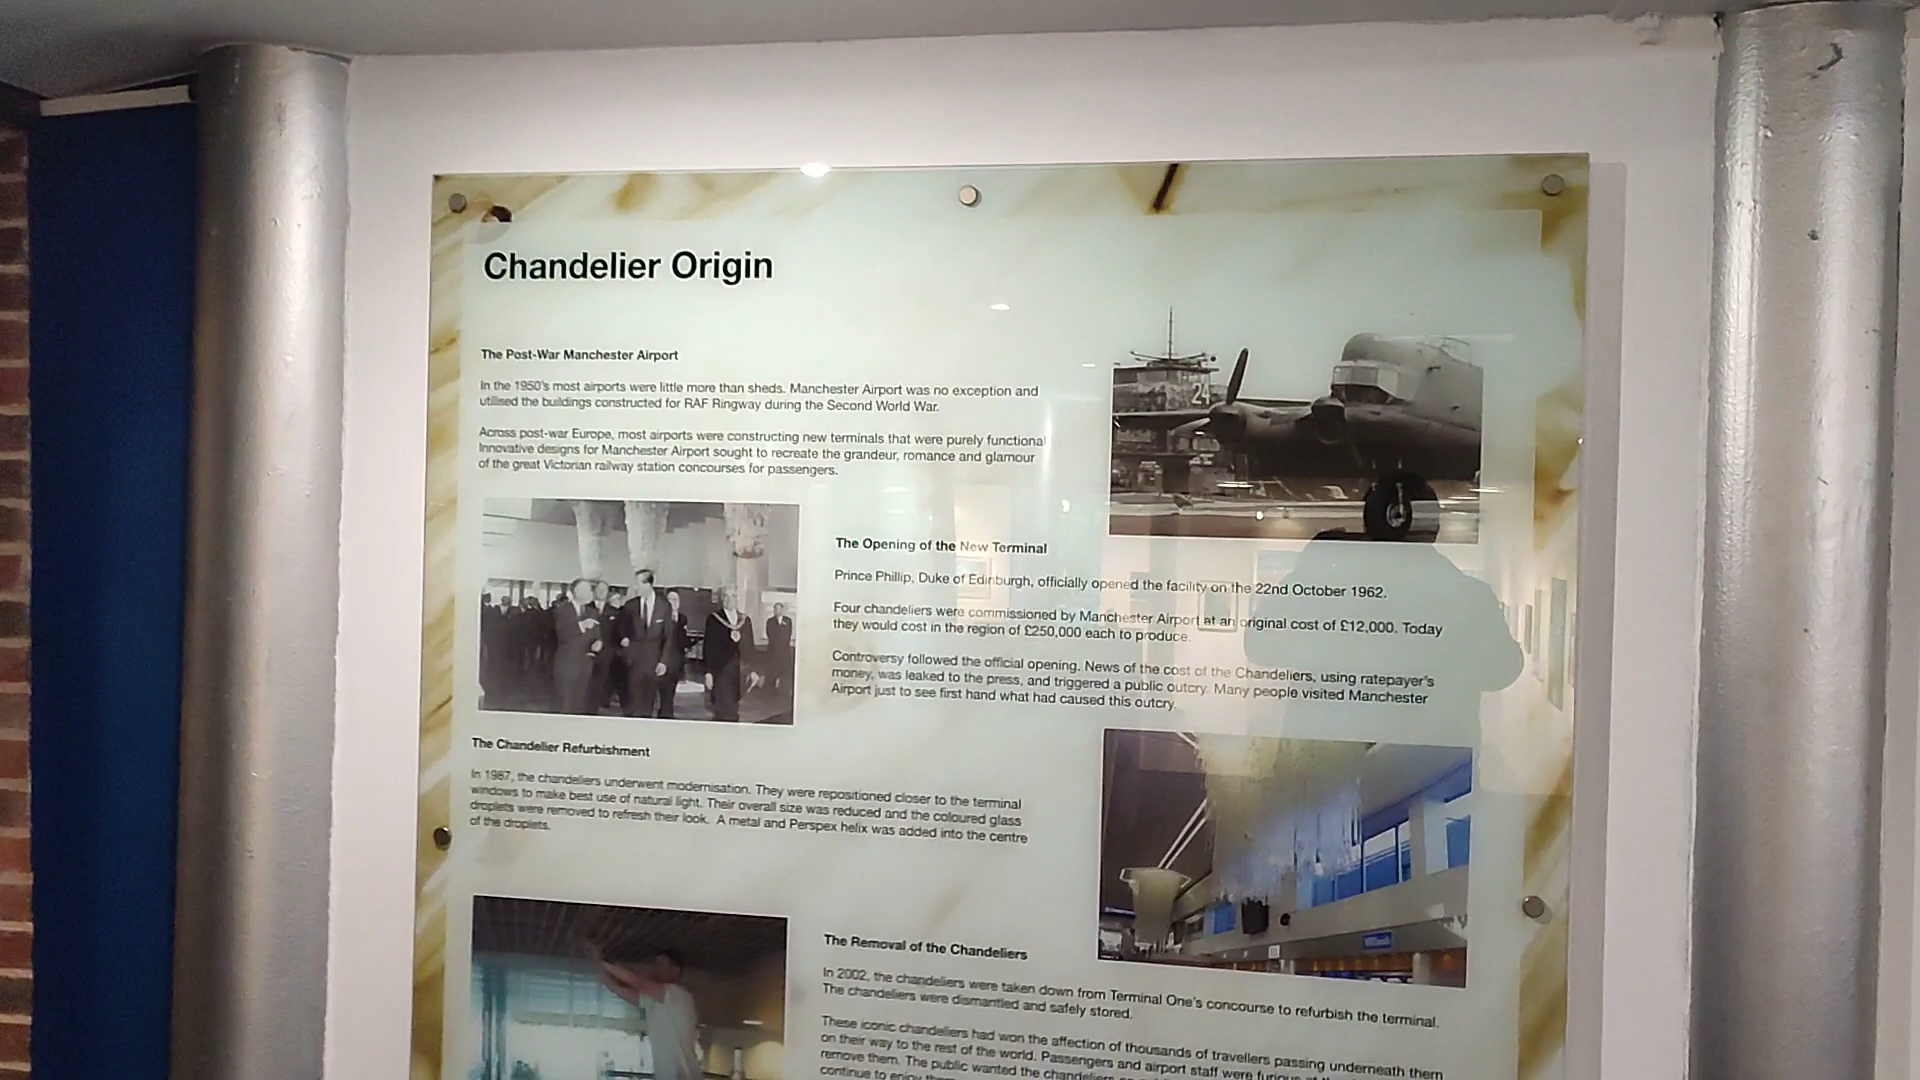 Chandelier Origin
The Post-War Manchester Airport
In the 1950's most airports were little more than sheds. Manchester Airport was no exception and
utilised the buildings constructed for RAF Ringway during the Second World War.
Across post-war Europe, most airports were constructing new terminals that were purely functional
Innovative designs for Manchester Airport sought to recreate the grandeur, romance and glamour
of the great Victorian railway station concourses for passengers.
24
The Opening of the New Terminal
Prince Phillip, Duke of Edinburgh, officially opened the facility on the 22nd October 1962.
Four chandeliers were commissioned by Manchester Airport at an original cost of £12,000. Today
they would cost in the region of £250,000 each to produce.
Controversy followed the official opening. News of the cost of the Chandeliers, using ratepayer's
money, was leaked to the press, and triggered a public outcry. Many people visited Manchester
Airport just to see first hand what had caused this outcry.
The Chandelier Refurbishment
In 1987, the chandeliers underwent modernisation. They were repositioned closer to the terminal
windows to make best use of natural light. Their overall size was reduced and the coloured glass
droplets were removed to refresh their look. A metal and Perspex helix was added into the centre
of the droplets.
The Removal of the Chandeliers
In 2002, the chandeliers were taken down from Terminal One's concourse to refurbish the terminal.
The chandeliers were dismantled and safely stored.
These iconic chandeliers had won the affection of thousands of travellers passing underneath them
on their way to the rest of the world. Passengers and airport staff were furious
remove them. The public wanted the chandeliers
continue to enjoy them